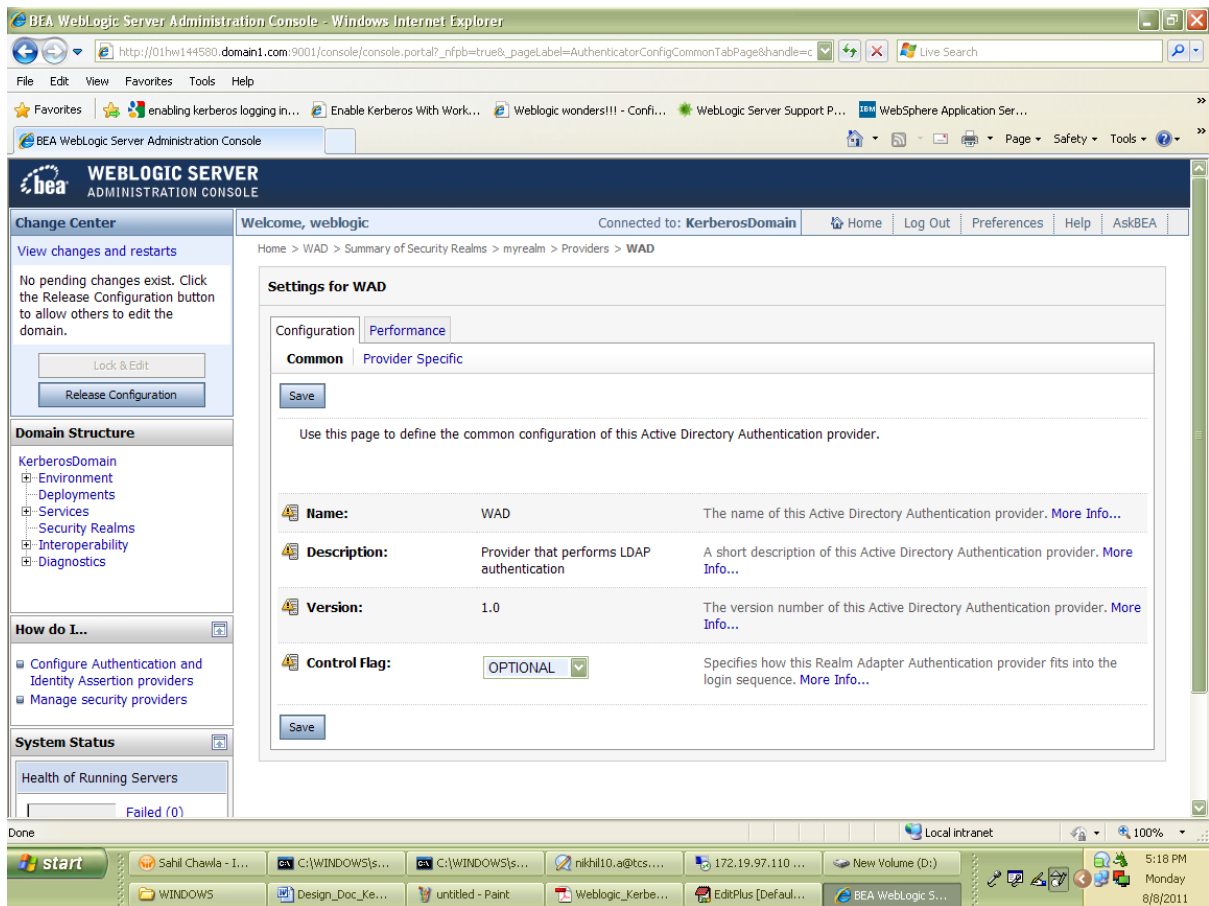 BEA WebLogic Server Administration Console - Windows Internet Explorer
http://01hw144580.domain1.com:9001/console/console.portal?_nfpb=true&_pageLabel=AuthenticatorConfigCommonTabPage&handle=c
Live Search
File Edit View Favorites Tools Help
Favorites enabling kerberos logging in... Enable Kerberos With Work... Weblogic wonders!!! - Confi... WebLogic Server Support P... IBM WebSphere Application Ser... »
BEA WebLogic Server Administration Console
Page Safety Tools »
bea WEBLOGIC SERVER
ADMINISTRATION CONSOLE
Change Center
View changes and restarts
No pending changes exist. Click
the Release Configuration button
to allow others to edit the
domain.
Lock & Edit
Release Configuration
Domain Structure
KerberosDomain
Environment
Deployments
Services
Security Realms
Interoperability
Diagnostics
How do I...
Configure Authentication and
Identity Assertion providers
Manage security providers
System Status
Health of Running Servers
Failed (0)
Welcome, weblogic Connected to: KerberosDomain Home Log Out Preferences Help AskBEA
Home > WAD > Summary of Security Realms > myrealm > Providers > WAD
Settings for WAD
Configuration Performance
Common Provider Specific
Save
Use this page to define the common configuration of this Active Directory Authentication provider.
Name: WAD The name of this Active Directory Authentication provider. More Info...
Description: Provider that performs LDAP A short description of this Active Directory Authentication provider. More
authentication Info...
Version: 1.0 The version number of this Active Directory Authentication provider. More
Info...
Control Flag: OPTIONAL Specifies how this Realm Adapter Authentication provider fits into the
login sequence. More Info...
Save
Done Local intranet 100%
start Sahil Chawla - I... C:\WINDOWS\s... C:\WINDOWS\s... nikhil10.a@tcs.... 172.19.97.110 ... New Volume (D:) 5:18 PM
Monday
WINDOWS Design_Doc_Ke... untitled - Paint Weblogic_Kerbe... EditPlus [Defaul... BEA WebLogic S... 8/8/2011